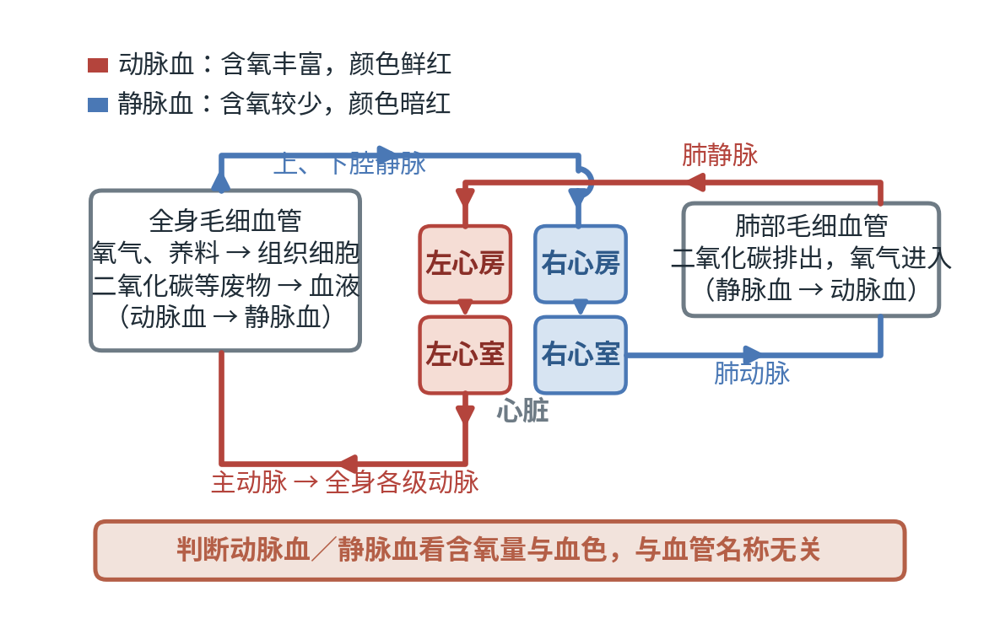 动脉血：含氧丰富，颜色鲜红
静脉血：含氧较少，颜色暗红
上、下腔静脉
肺静脉
全身毛细血管
氧气、养料 → 组织细胞
二氧化碳等废物 → 血液
（动脉血 → 静脉血）
左心房
右心房
肺部毛细血管
二氧化碳排出，氧气进入
（静脉血 → 动脉血）
左心室
右心室
肺动脉
心脏
主动脉 → 全身各级动脉
判断动脉血／静脉血看含氧量与血色，与血管名称无关